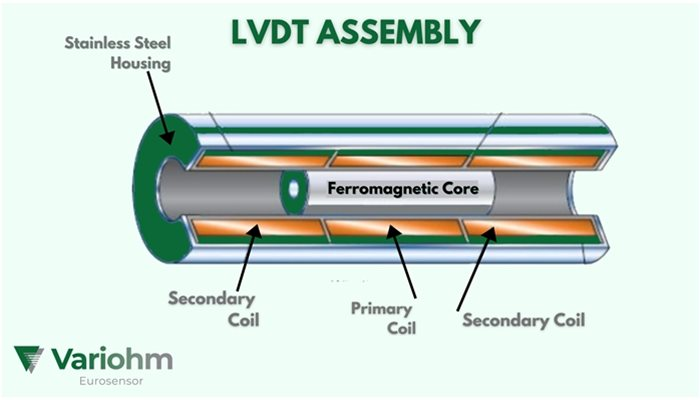 LVDT ASSEMBLY
Stainless Steel
Housing
Ferromagnetic Core
Secondary
Coil
Primary
Coil
Secondary Coil
Variohm
Eurosensor